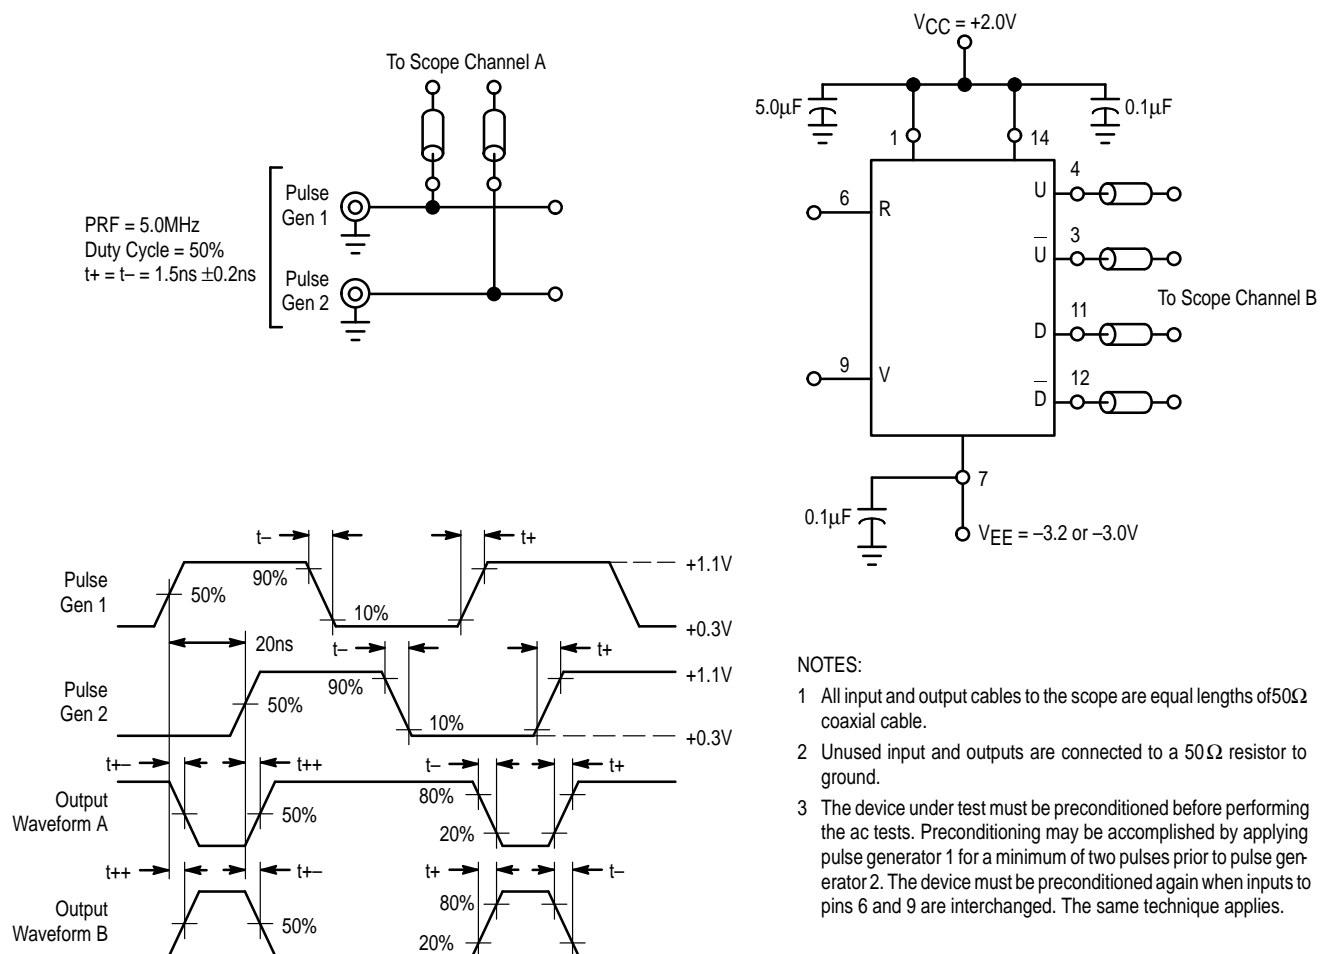 To Scope Channel A
PRF = 5.0MHz
Duty Cycle = 50%
t+ = t– = 1.5ns ±0.2ns
Pulse
Gen 1
Pulse
Gen 2
VCC = +2.0V
5.0µF
0.1µF
1
14
6
R
9
V
U
4
U̅
3
D
11
D̅
12
To Scope Channel B
7
0.1µF
VEE = –3.2 or –3.0V
t–
t+
Pulse
Gen 1
50%
90%
10%
+1.1V
+0.3V
20ns
t–
t+
Pulse
Gen 2
50%
90%
10%
+1.1V
+0.3V
t+–
t++
t–
t+
Output
Waveform A
50%
80%
20%
t++
t+–
t+
t–
Output
Waveform B
50%
80%
20%
NOTES:
1 All input and output cables to the scope are equal lengths of50Ω
coaxial cable.
2 Unused input and outputs are connected to a 50Ω resistor to
ground.
3 The device under test must be preconditioned before performing
the ac tests. Preconditioning may be accomplished by applying
pulse generator 1 for a minimum of two pulses prior to pulse gen-
erator 2. The device must be preconditioned again when inputs to
pins 6 and 9 are interchanged. The same technique applies.